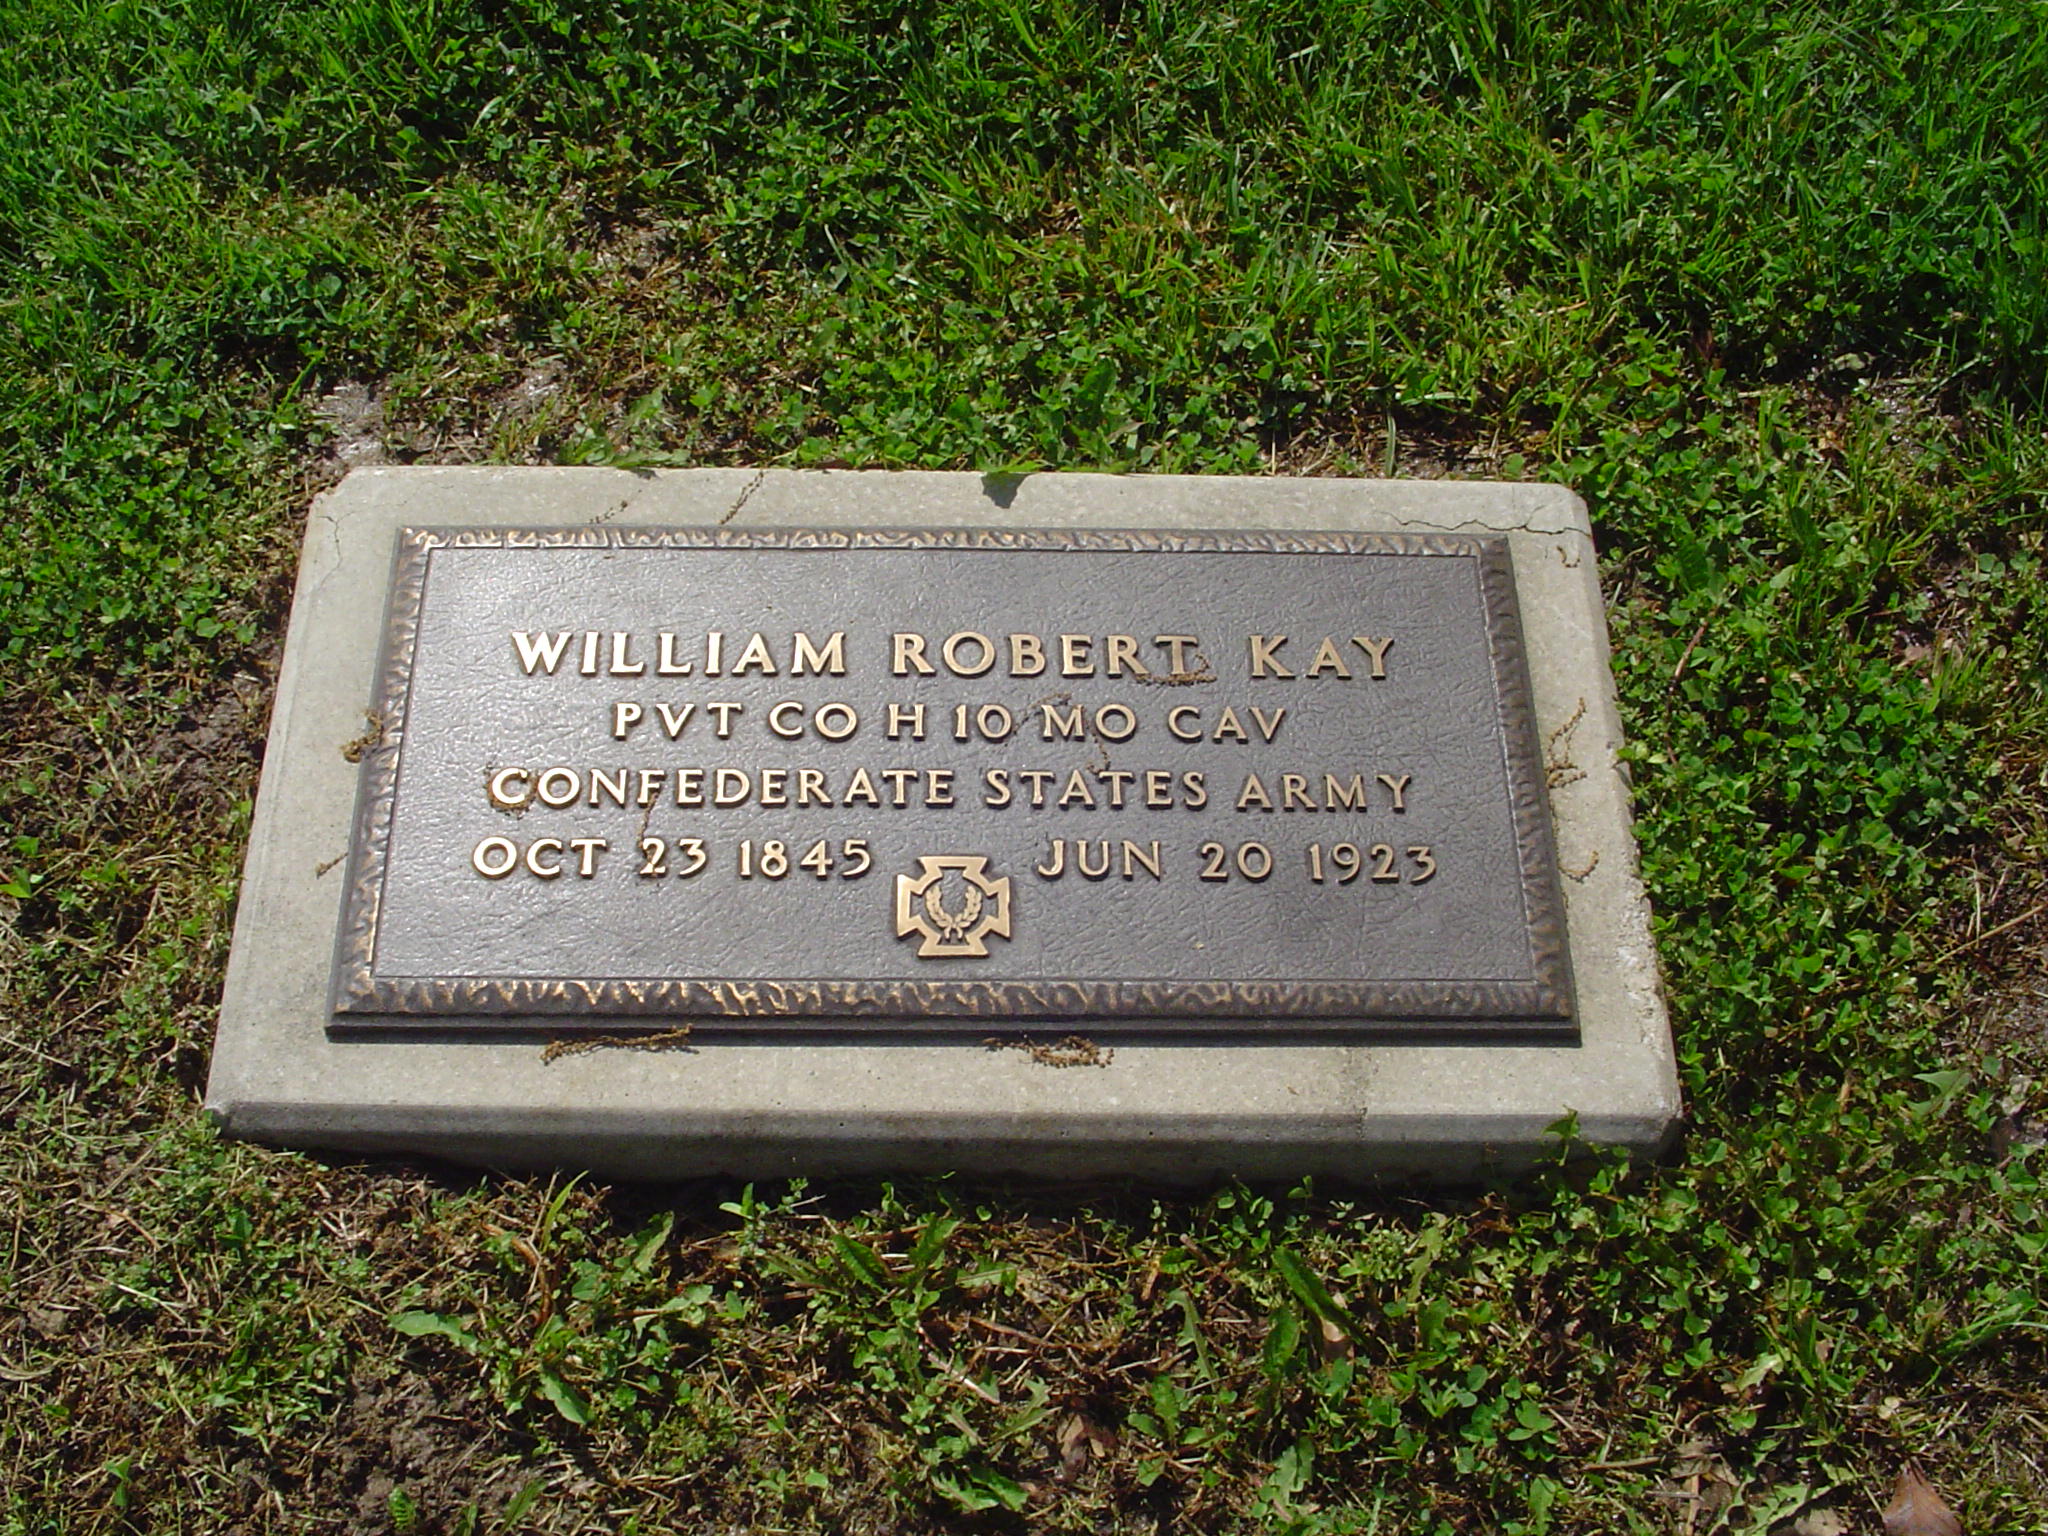 WILLIAM ROBERT KAY
PVT CO H 10 MO CAV
CONFEDERATE STATES ARMY
OCT 23 1845 JUN 20 1923